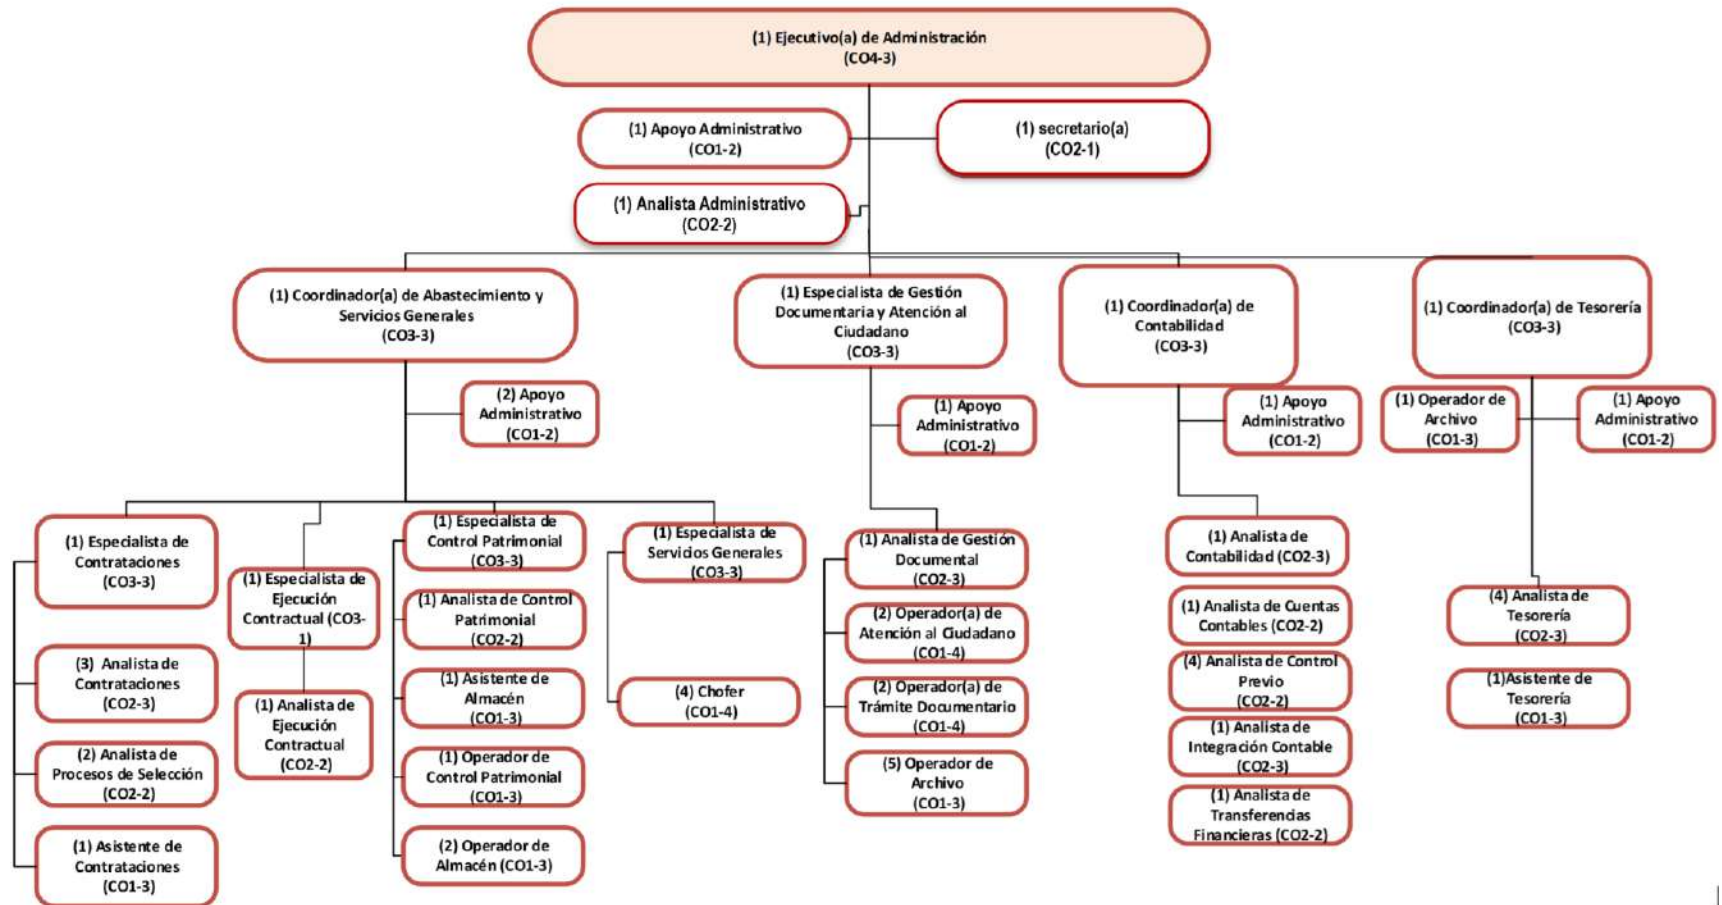 (1) Ejecutivo(a) de Administración
(CO4-3)
(1) Apoyo Administrativo
(CO1-2)
(1) secretario(a)
(CO2-1)
(1) Analista Administrativo
(CO2-2)
(1) Coordinador(a) de Abastecimiento y
Servicios Generales
(CO3-3)
(1) Especialista de Gestión
Documentaria y Atención al
Ciudadano
(CO3-3)
(1) Coordinador(a) de
Contabilidad
(CO3-3)
(1) Coordinador(a) de Tesorería
(CO3-3)
(2) Apoyo
Administrativo
(CO1-2)
(1) Apoyo
Administrativo
(CO1-2)
(1) Apoyo
Administrativo
(CO1-2)
(1) Operador de
Archivo
(CO1-3)
(1) Apoyo
Administrativo
(CO1-2)
(1) Especialista de
Contrataciones
(CO3-3)
(3) Analista de
Contrataciones
(CO2-3)
(2) Analista de
Procesos de Selección
(CO2-2)
(1) Asistente de
Contrataciones
(CO1-3)
(1) Especialista de
Ejecución
Contractual (CO3-
1)
(1) Analista de
Ejecución
Contractual
(CO2-2)
(1) Especialista de
Control Patrimonial
(CO3-3)
(1) Analista de Control
Patrimonial
(CO2-2)
(1) Asistente de
Almacén
(CO1-3)
(1) Operador de
Control Patrimonial
(CO1-3)
(2) Operador de
Almacén (CO1-3)
(1) Especialista de
Servicios Generales
(CO3-3)
(4) Chofer
(CO1-4)
(1) Analista de Gestión
Documental
(CO2-3)
(2) Operador(a) de
Atención al Ciudadano
(CO1-4)
(2) Operador(a) de
Trámite Documentario
(CO1-4)
(5) Operador de
Archivo
(CO1-3)
(1) Analista de
Contabilidad (CO2-3)
(1) Analista de Cuentas
Contables (CO2-2)
(4) Analista de Control
Previo
(CO2-2)
(1) Analista de
Integración Contable
(CO2-3)
(1) Analista de
Transferencias
Financieras (CO2-2)
(4) Analista de
Tesorería
(CO2-3)
(1)Asistente de
Tesorería
(CO1-3)